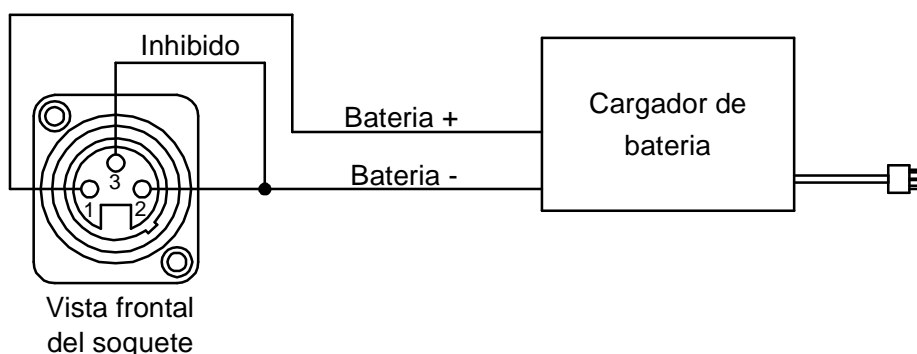 Inhibido
Bateria +
Bateria -
Cargador de
bateria
3
1
2
Vista frontal
del soquete